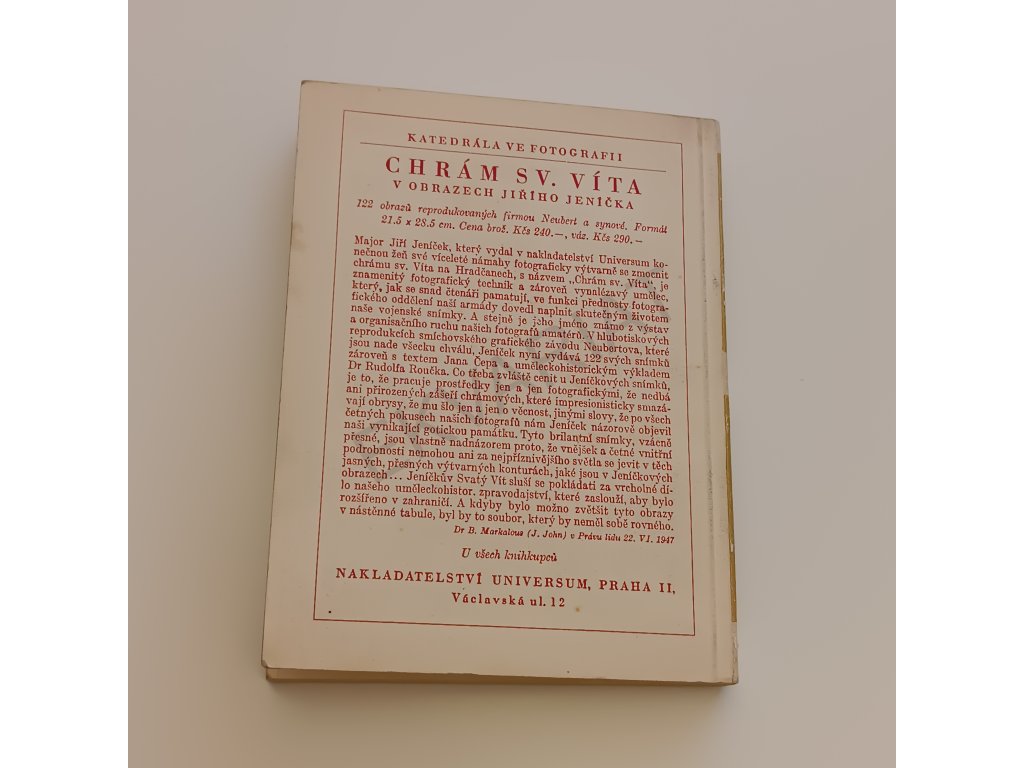 KATEDRÁLA VE FOTOGRAFII
CHRÁM SV. VÍTA
V OBRAZECH JIŘÍHO JENÍČKA
122 obrazů reprodukovaných firmou Neubert a synové. Formát
21.5 x 28.5 cm. Cena brož. Kčs 240.—, váz. Kčs 290.—
Major Jiří Jeníček, který vydal v nakladatelství Universum ko-
nečnou žeň své víceleté námahy fotograficky výtvarně se zmocnit
chrámu sv. Víta na Hradčanech, s názvem „Chrám sv. Víta“, je
znamenitý fotografický technik a zároveň vynalézavý umělec,
který, jak se snad čtenáři pamatují, ve funkci přednosty fotogra-
fického oddělení naší armády dovedl naplnit skutečným životem
naše vojenské snímky. A stejně je jeho jméno známo z výstav
a organisačního ruchu našich fotografů amatérů. V hlubotiskových
reprodukcích smíchovského grafického závodu Neubertova, které
jsou nade všecku chválu, Jeníček nyní vydává 122 svých snímků
zároveň s textem Jana Čepa a uměleckohistorickým výkladem
Dr Rudolfa Roučka. Co třeba zvláště cenit u Jeníčkových snímků,
je to, že pracuje prostředky jen a jen fotografickými, že nedbá
ani přirozených zášeří chrámových, které impresionisticky smazá-
vají obrysy, že mu šlo jen a jen o věcnost, jinými slovy, že po všech
četných pokusech našich fotografů nám Jeníček názorově objevil
naši vynikající gotickou památku. Tyto brilantní snímky, vzácně
přesné, jsou vlastně nadnázorem proto, že vnějšek a četné vnitřní
podrobnosti nemohou ani za nejpříznivějšího světla se jevit v těch
jasných, přesných výtvarných konturách, jaké jsou v Jeníčkových
obrazech... Jeníčkův Svatý Vít sluší se pokládati za vrcholné dí-
lo našeho uměleckohistor. zpravodajství, které zaslouží, aby bylo
rozšířeno v zahraničí. A kdyby bylo možno zvětšit tyto obrazy
v nástěnné tabule, byl by to soubor, který by neměl sobě rovného.
Dr B. Markalous (J. John) v Právu lidu 22. VI. 1947
U všech knihkupců
NAKLADATELSTVÍ UNIVERSUM, PRAHA II,
Václavská ul. 12